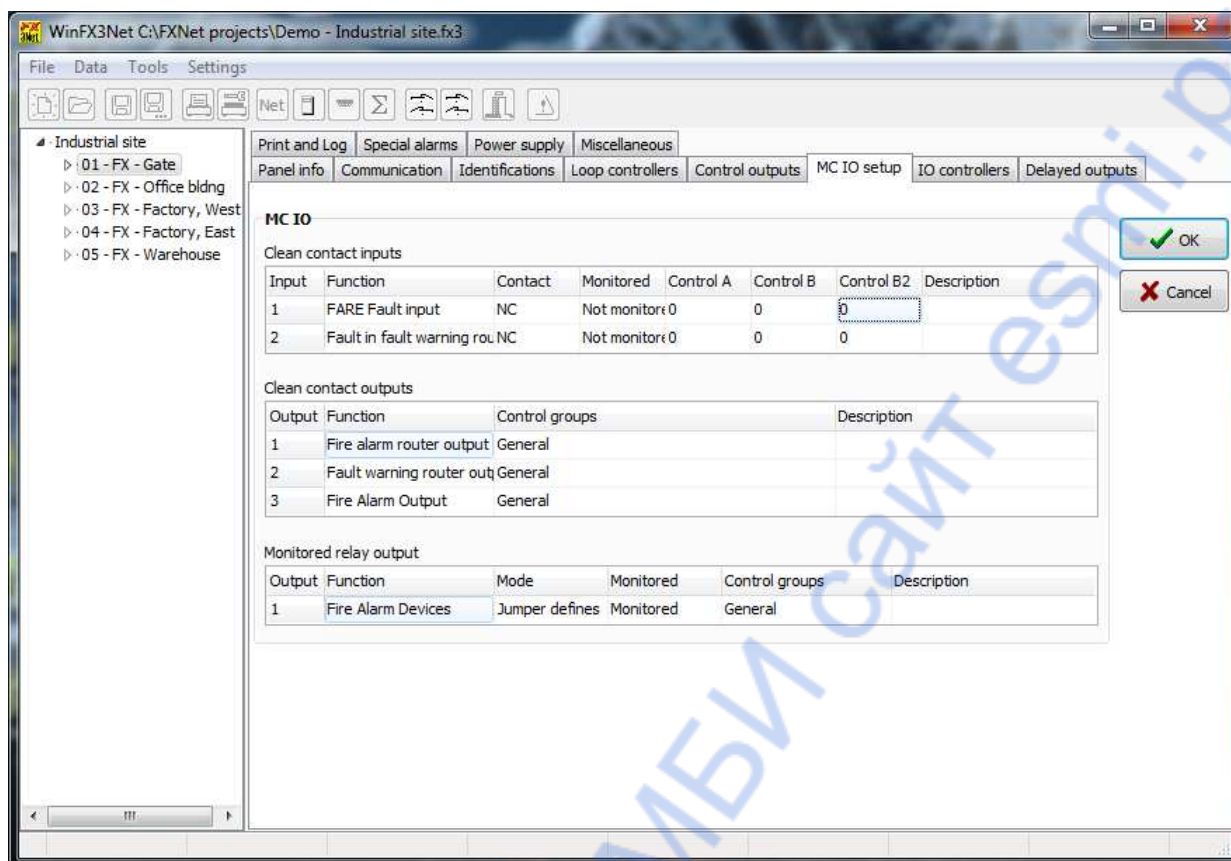 WinFX3Net C:\FXNet projects\Demo - Industrial site.fx3
File Data Tools Settings
Net Σ
Industrial site
01 - FX - Gate
02 - FX - Office bldng
03 - FX - Factory, West
04 - FX - Factory, East
05 - FX - Warehouse
Print and Log Special alarms Power supply Miscellaneous
Panel info Communication Identifications Loop controllers Control outputs MC IO setup IO controllers Delayed outputs
MC IO
Clean contact inputs
Input Function Contact Monitored Control A Control B Control B2 Description
1 FARE Fault input NC Not monitore 0 0 0
2 Fault in fault warning rou NC Not monitore 0 0 0
Clean contact outputs
Output Function Control groups Description
1 Fire alarm router output General
2 Fault warning router out General
3 Fire Alarm Output General
Monitored relay output
Output Function Mode Monitored Control groups Description
1 Fire Alarm Devices Jumper defines Monitored General
OK
Cancel
МБИ сайт esmi.p